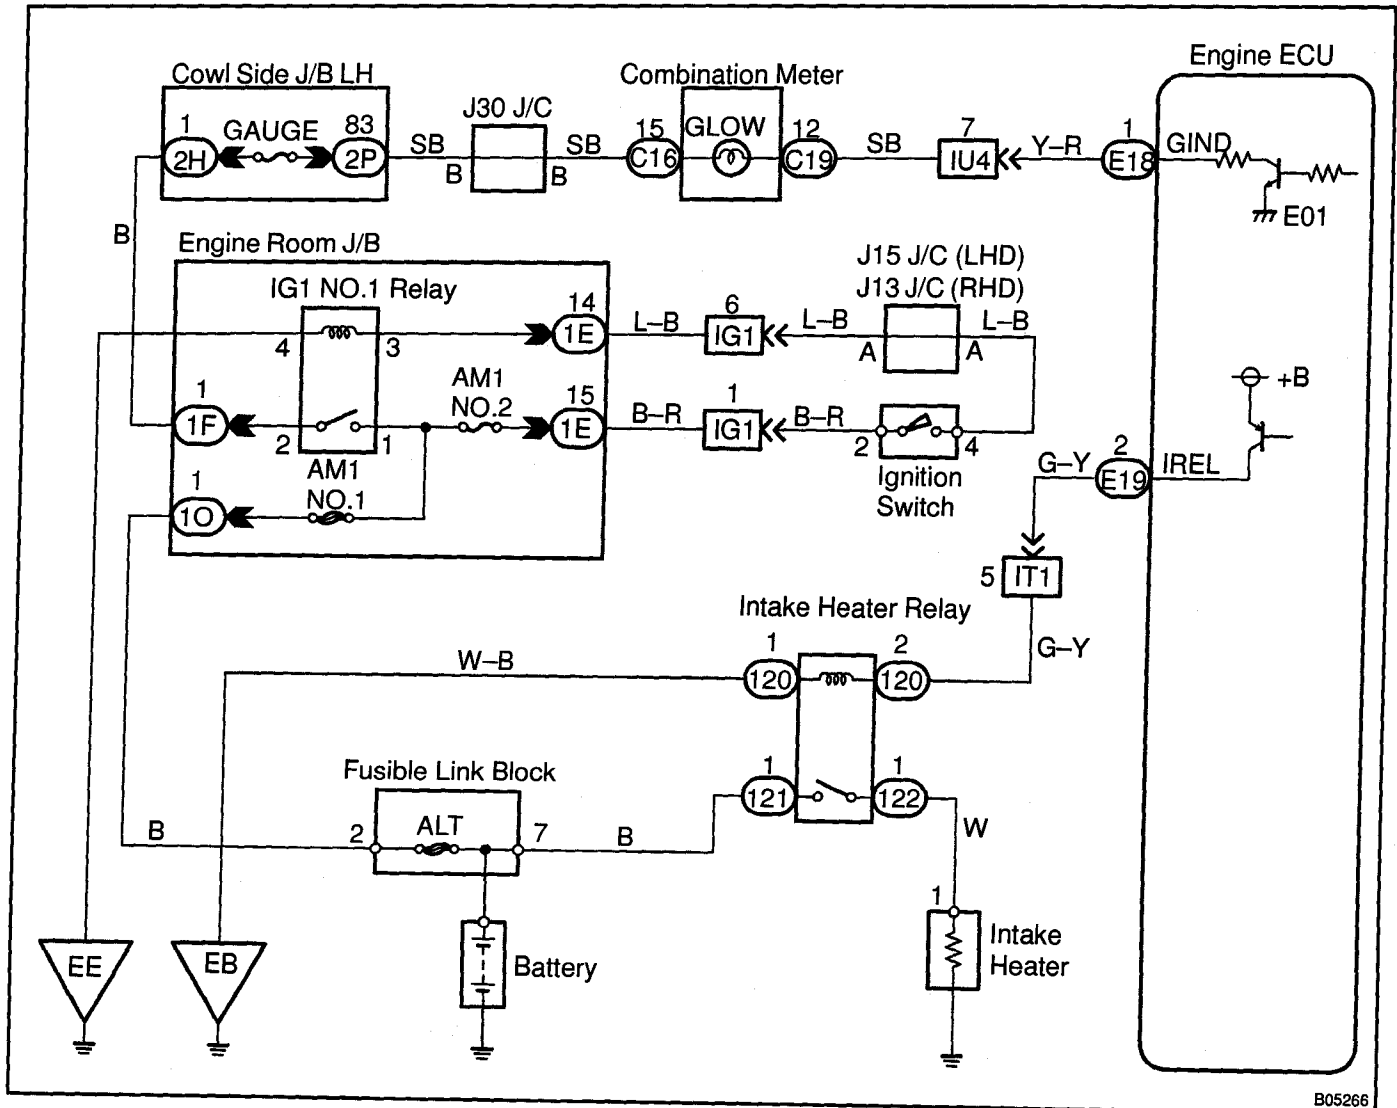 Engine ECU
Cowl Side J/B LH
Combination Meter
J30 J/C
1
GAUGE
83
2H
2P
SB
B
B
SB
15
C16
GLOW
12
C19
SB
7
IU4
Y–R
1
E18
GIND
E01
B
Engine Room J/B
IG1 NO.1 Relay
J15 J/C (LHD)
J13 J/C (RHD)
4
3
14
1E
L–B
6
IG1
L–B
A
A
L–B
1
1F
2
1
AM1
NO.2
15
1E
B–R
1
IG1
B–R
2
4
Ignition
Switch
+B
AM1
NO.1
1
1O
G–Y
2
E19
IREL
5
IT1
G–Y
Intake Heater Relay
W–B
1
120
2
120
Fusible Link Block
1
121
1
122
B
2
ALT
7
B
W
1
Intake
Heater
EE
EB
Battery
B05266